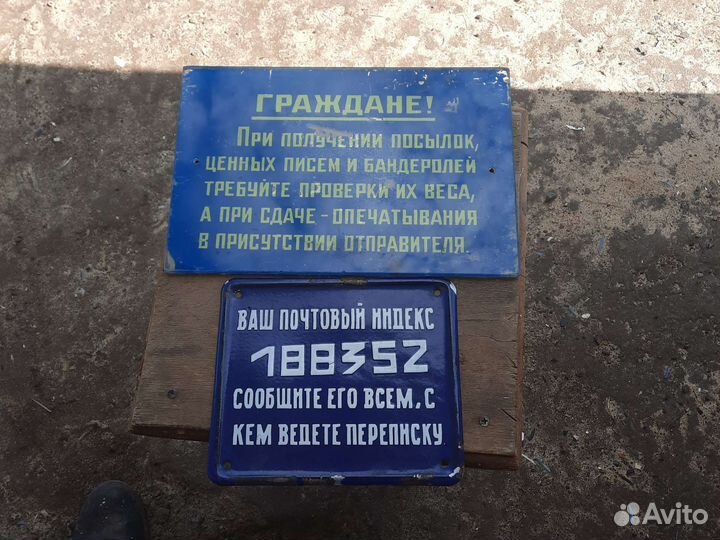 ГРАЖДАНЕ!
ПРИ ПОЛУЧЕНИИ ПОСЫЛОК,
ЦЕННЫХ ПИСЕМ И БАНДЕРОЛЕЙ
ТРЕБУЙТЕ ПРОВЕРКИ ИХ ВЕСА,
А ПРИ СДАЧЕ - ОПЕЧАТЫВАНИЯ
В ПРИСУТСТВИИ ОТПРАВИТЕЛЯ.
ВАШ ПОЧТОВЫЙ ИНДЕКС
188352
СООБЩИТЕ ЕГО ВСЕМ, С
КЕМ ВЕДЕТЕ ПЕРЕПИСКУ
Avito